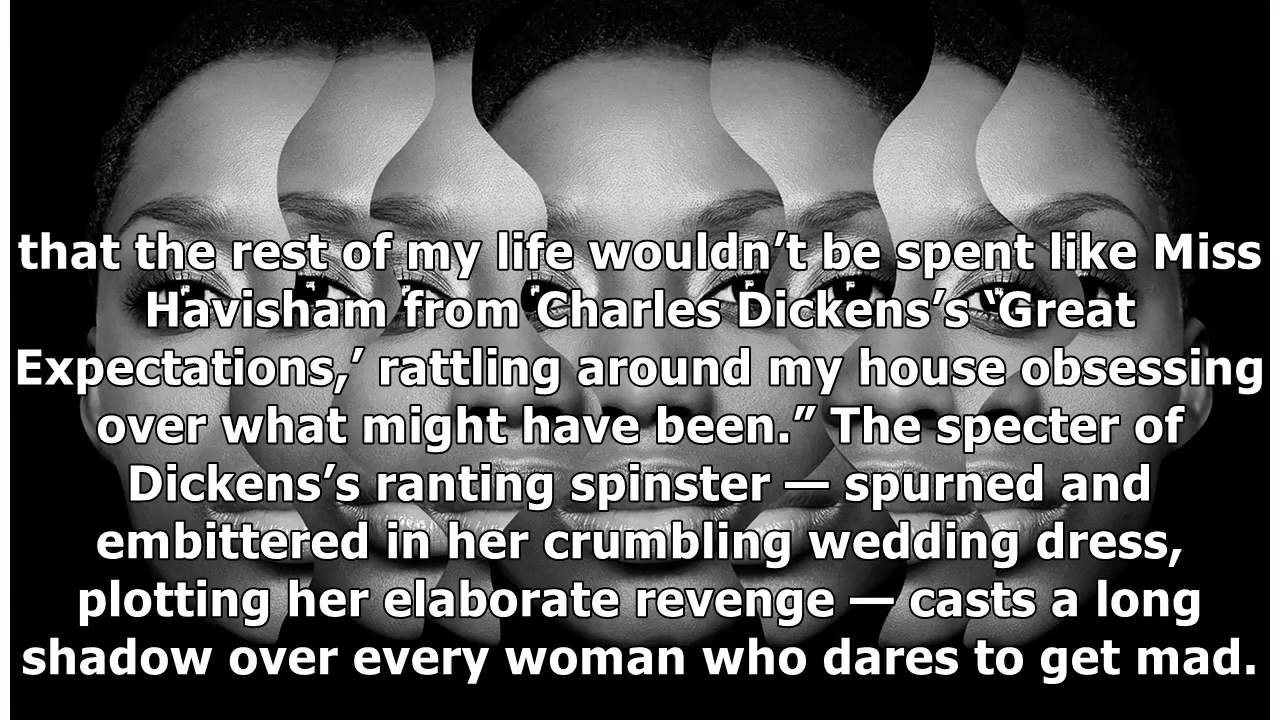 that the rest of my life wouldn’t be spent like Miss
Havisham from Charles Dickens’s “Great
Expectations,’ rattling around my house obsessing
over what might have been.” The specter of
Dickens’s ranting spinster — spurned and
embittered in her crumbling wedding dress,
plotting her elaborate revenge — casts a long
shadow over every woman who dares to get mad.